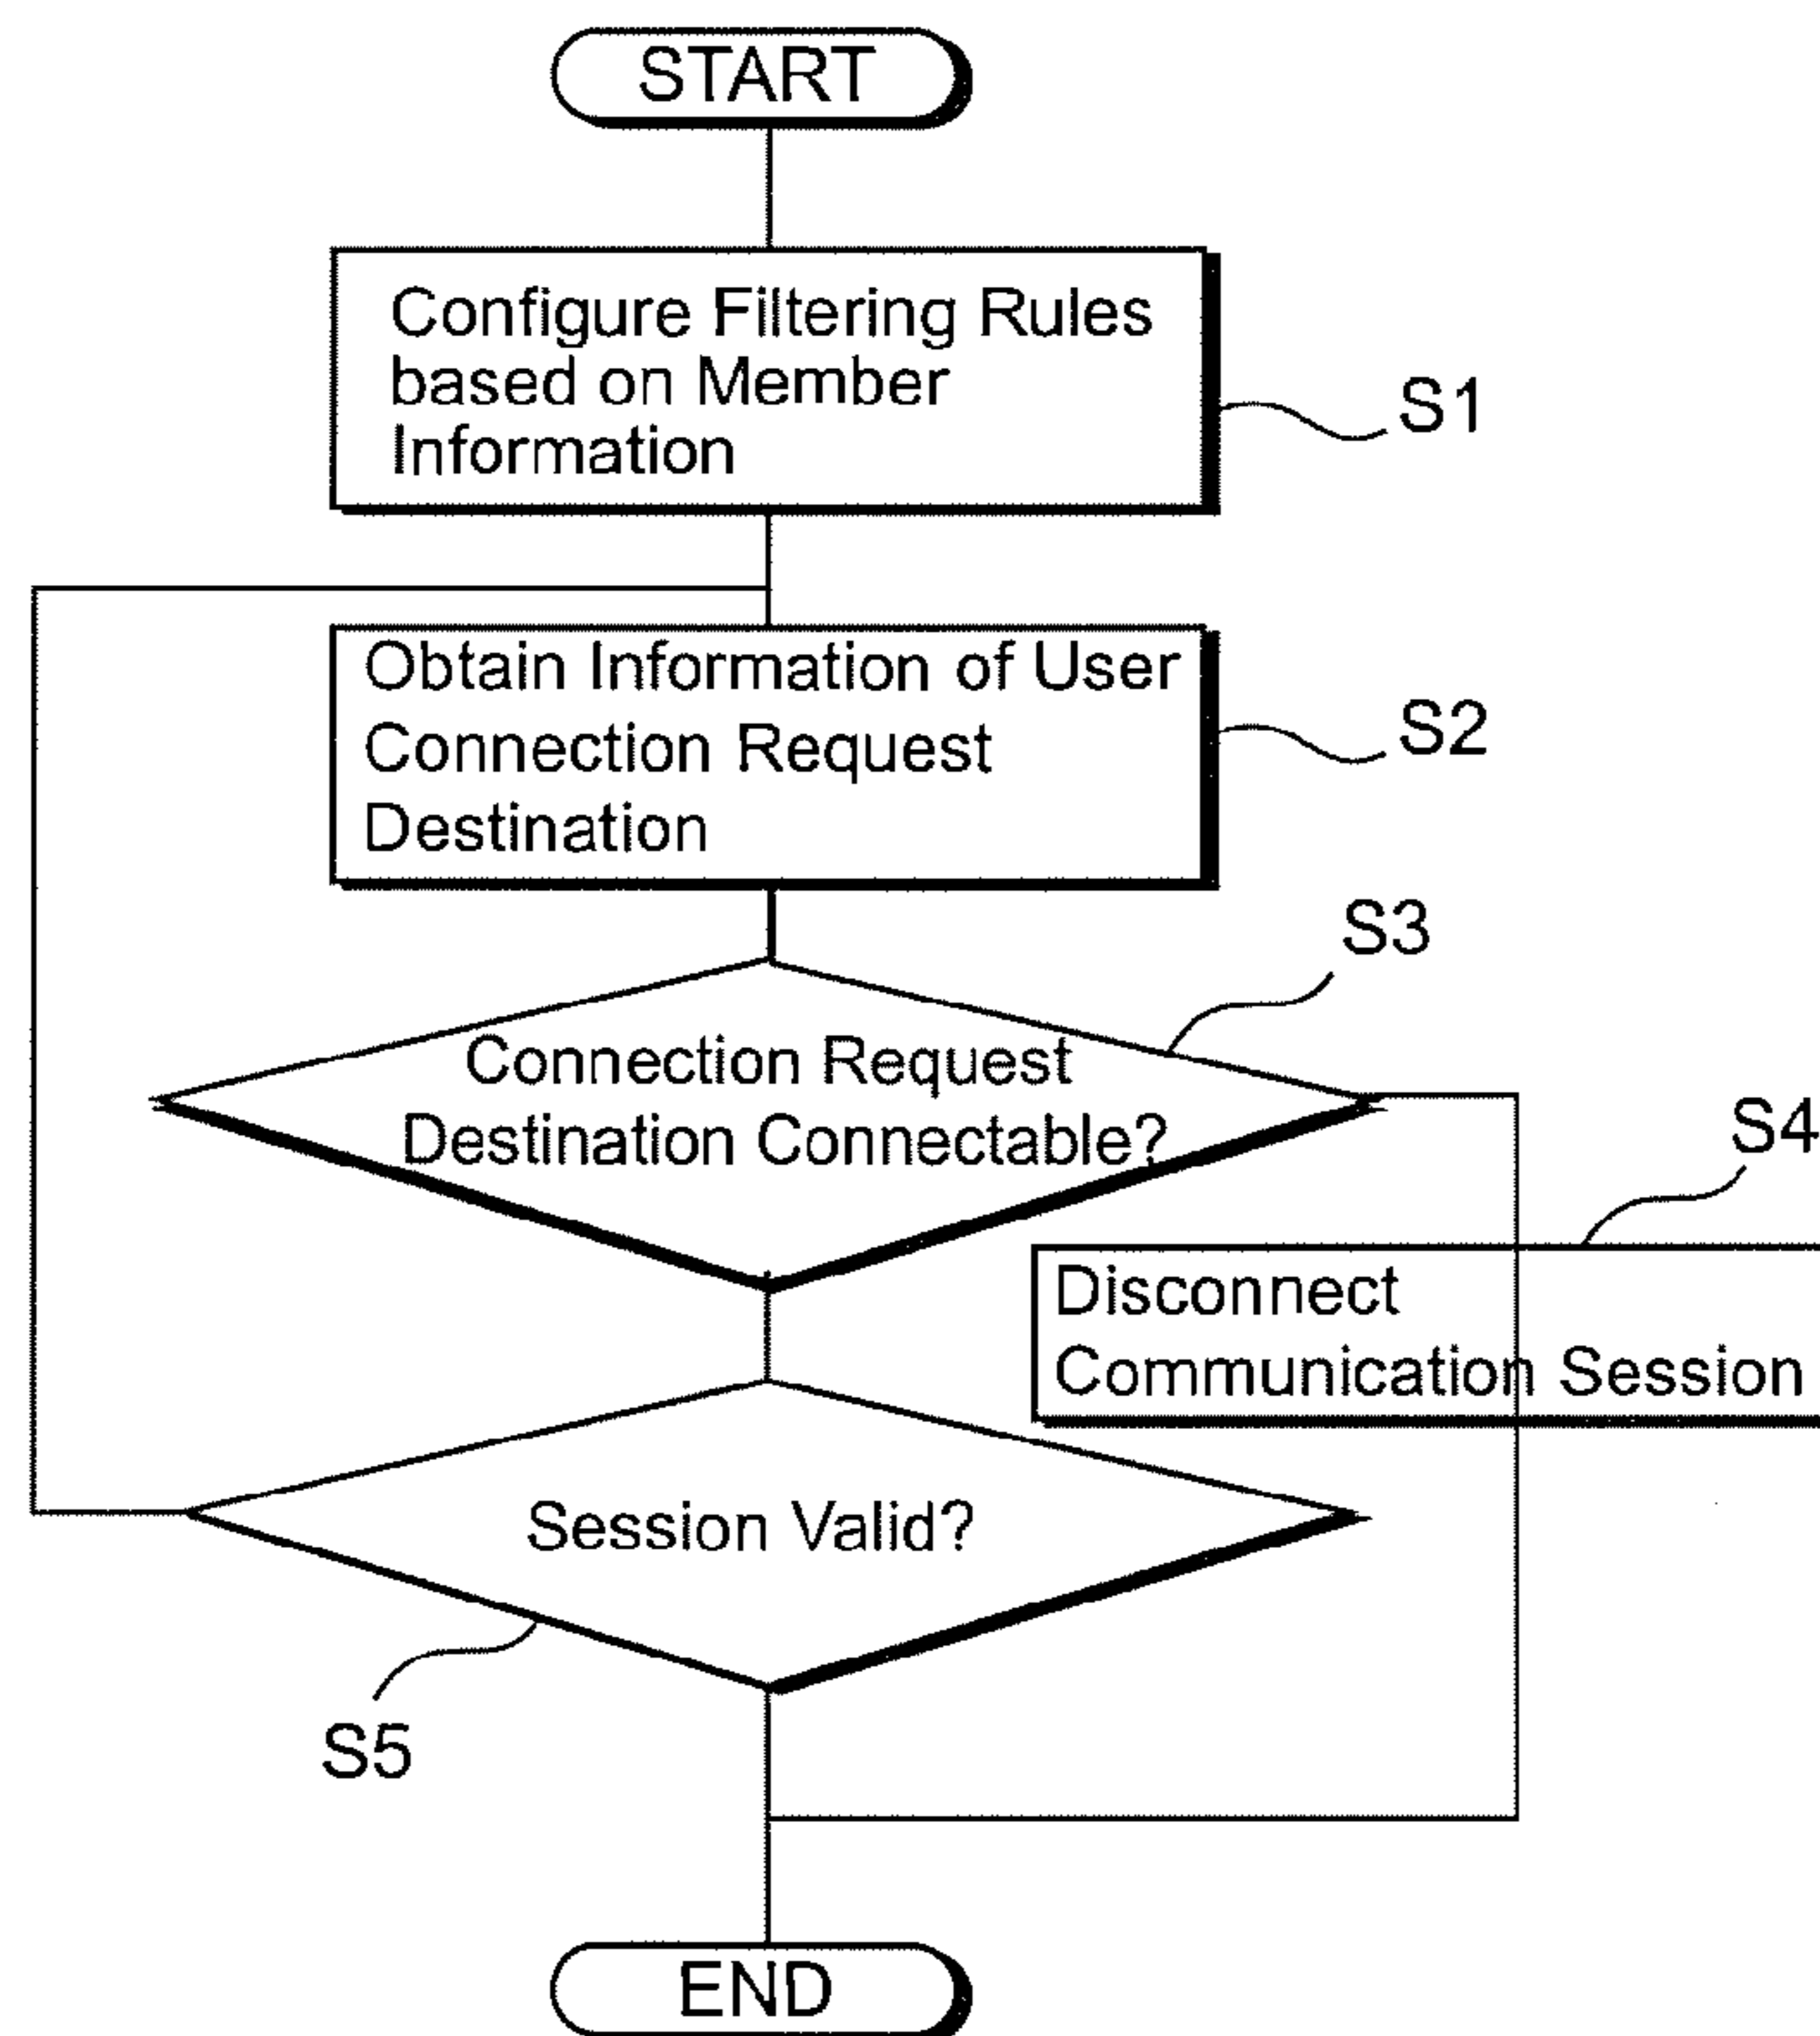 START
Configure Filtering Rules
based on Member
Information
S1
Obtain Information of User
Connection Request
Destination
S2
S3
Connection Request
Destination Connectable?
S4
Disconnect
Communication Session
Session Valid?
S5
END